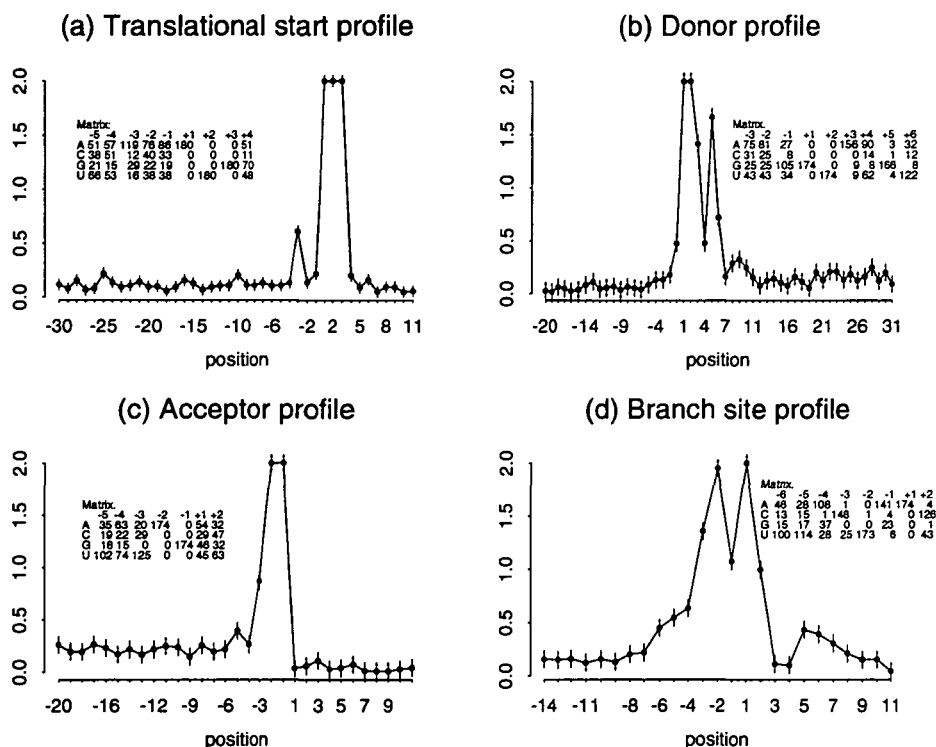 (a) Translational start profile
2.0
1.5
1.0
0.5
0.0
Matrix:
-5 -4 -3 -2 -1 +1 +2 +3 +4
A 51 57 119 76 86 180 0 0 51
C 38 51 12 40 33 0 0 0 11
G 21 15 29 22 19 0 0 180 70
U 66 53 16 38 38 0 180 0 48
-30 -25 -20 -15 -10 -6 -2 2 5 8 11
position
(b) Donor profile
2.0
1.5
1.0
0.5
0.0
Matrix.
-3 -2 -1 +1 +2 +3 +4 +5 +6
A 75 81 27 0 0 156 90 3 32
C 31 25 8 0 0 0 14 1 12
G 25 25 105 174 0 9 8 166 8
U 43 43 34 0 174 9 62 4 122
-20 -14 -9 -4 1 4 7 11 16 21 26 31
position
(c) Acceptor profile
2.0
1.5
1.0
0.5
0.0
Matrix.
-5 -4 -3 -2 -1 +1 +2
A 35 63 20 174 0 54 32
C 19 22 29 0 0 29 47
G 18 15 0 0 174 46 32
U 102 74 125 0 0 45 63
-20 -16 -13 -9 -6 -3 1 3 5 7 9
position
(d) Branch site profile
2.0
1.5
1.0
0.5
0.0
Matrix.
-6 -5 -4 -3 -2 -1 +1 +2
A 46 28 108 1 0 141 174 4
C 13 15 1 148 1 4 0 126
G 15 17 37 0 0 23 0 1
U 100 114 28 25 173 6 0 43
-14 -11 -8 -6 -4 -2 1 3 5 7 9 11
position